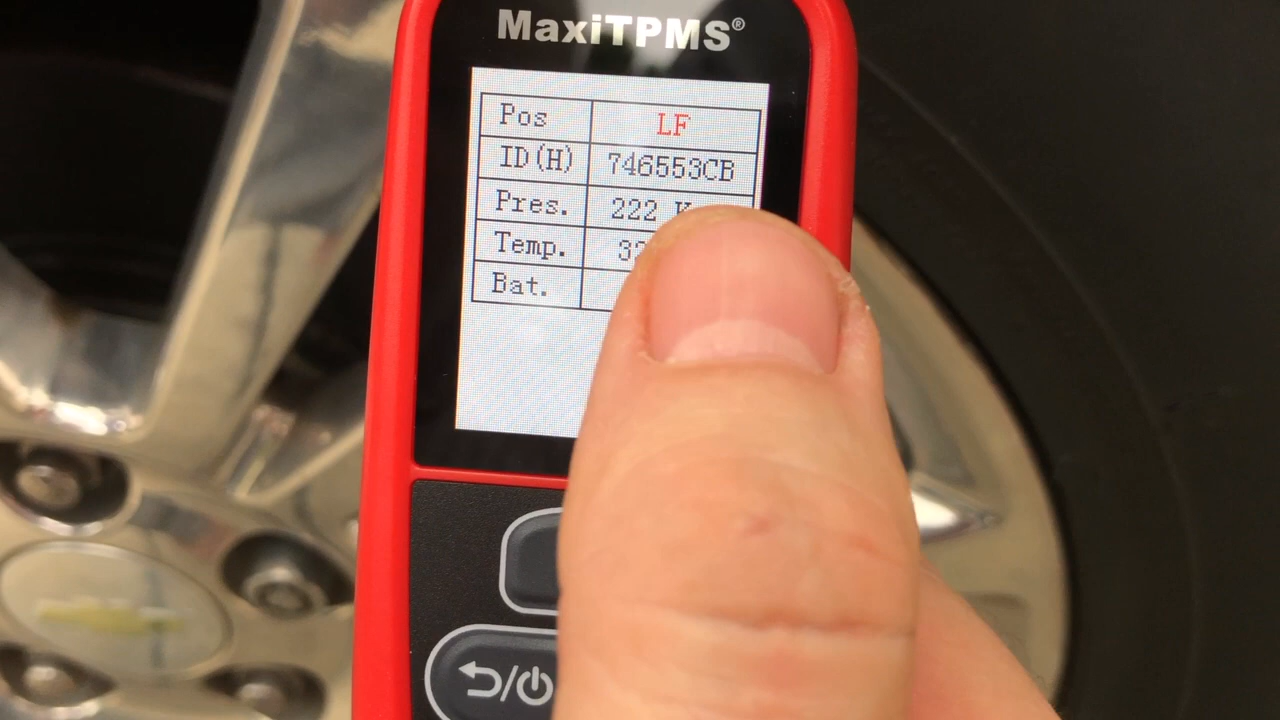 MaxiTPMS®
Pos LF
ID(H) 746553CB
Pres. 222
Temp.
Bat.